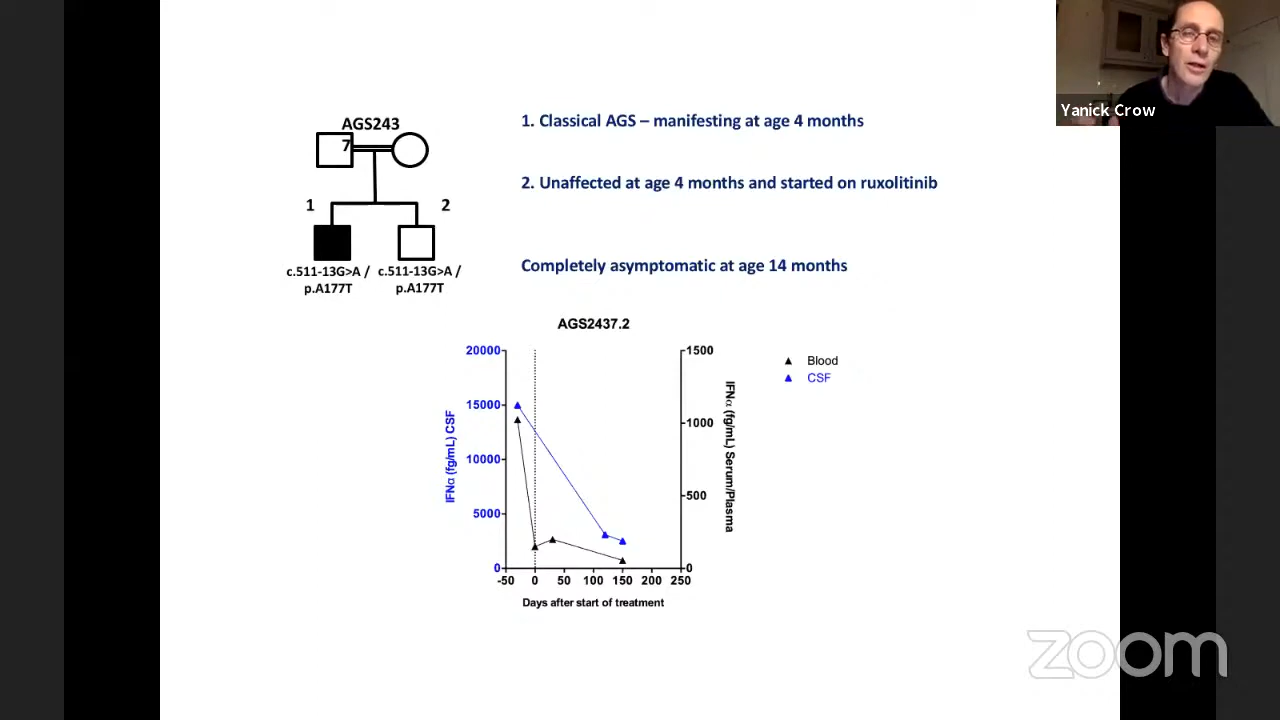 Yanick Crow
AGS243
7
1
2
c.511-13G>A /
p.A177T
c.511-13G>A /
p.A177T
1. Classical AGS – manifesting at age 4 months
2. Unaffected at age 4 months and started on ruxolitinib
Completely asymptomatic at age 14 months
AGS2437.2
20000
15000
10000
5000
0
IFNα (fg/mL) CSF
1500
1000
500
0
IFNα (fg/mL) Serum/Plasma
-50 0 50 100 150 200 250
Days after start of treatment
Blood
CSF
zoom